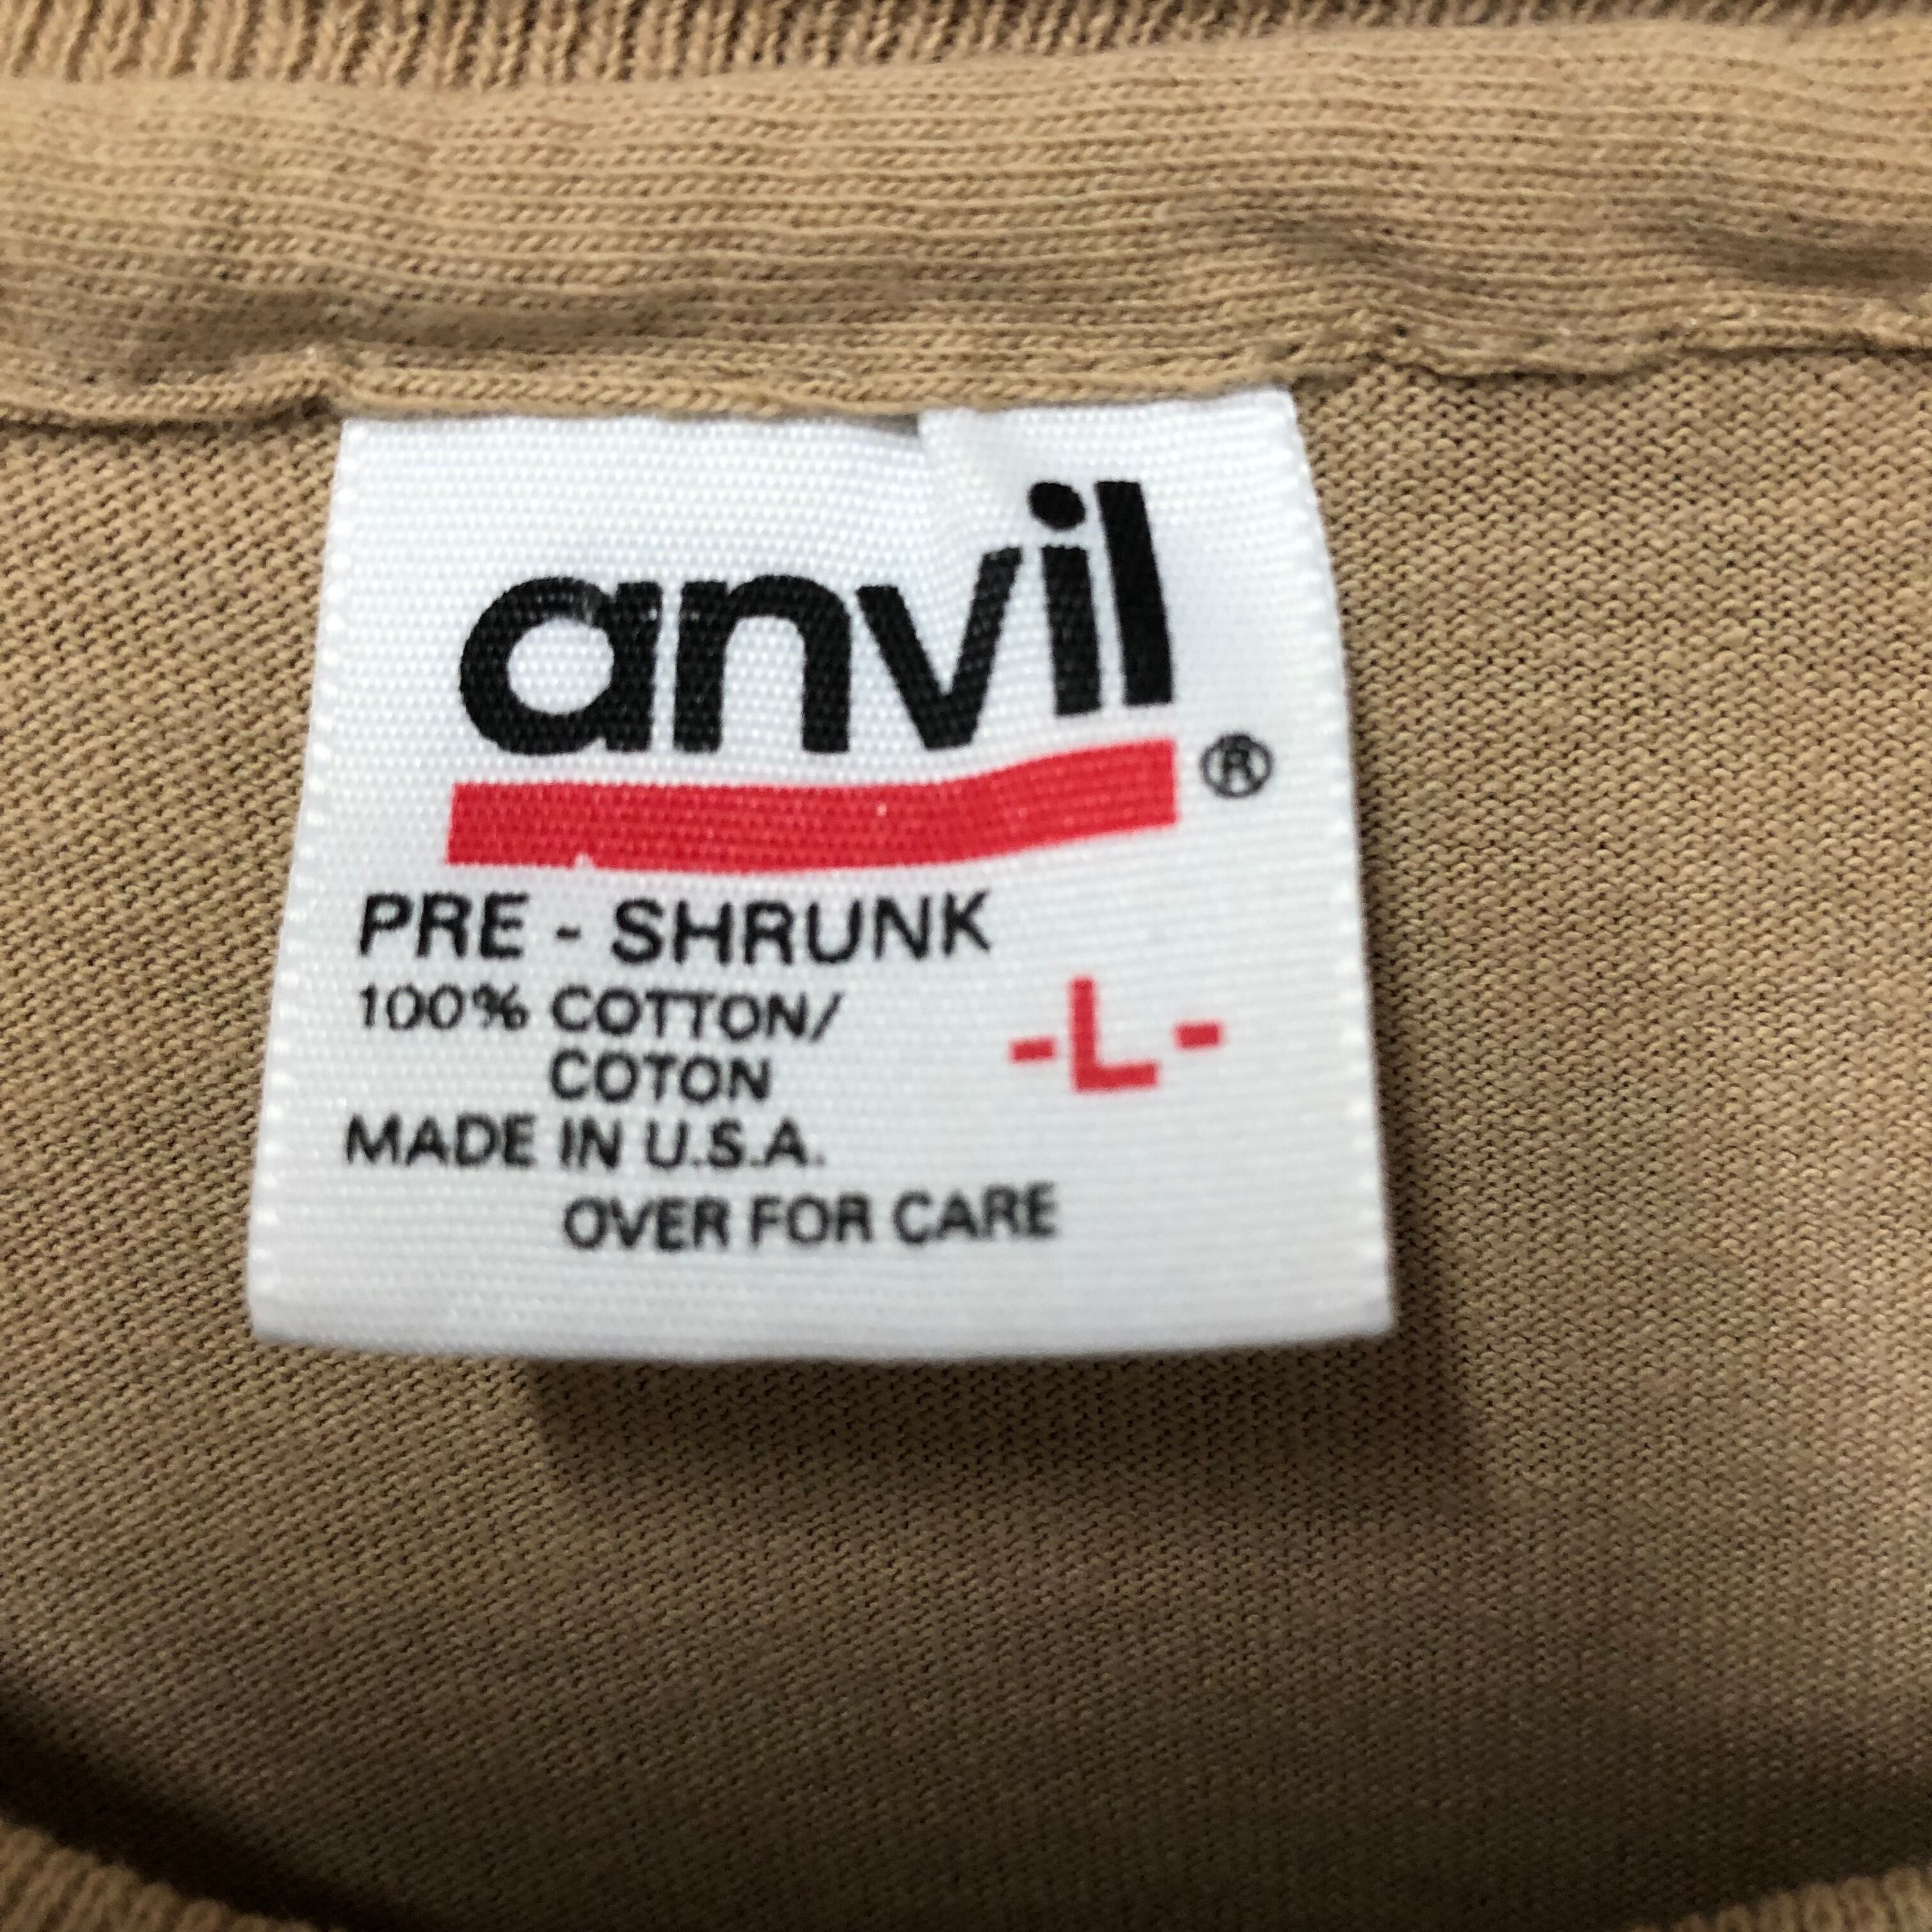 anvil®
PRE - SHRUNK
100% COTTON/
COTON
-L-
MADE IN U.S.A.
OVER FOR CARE